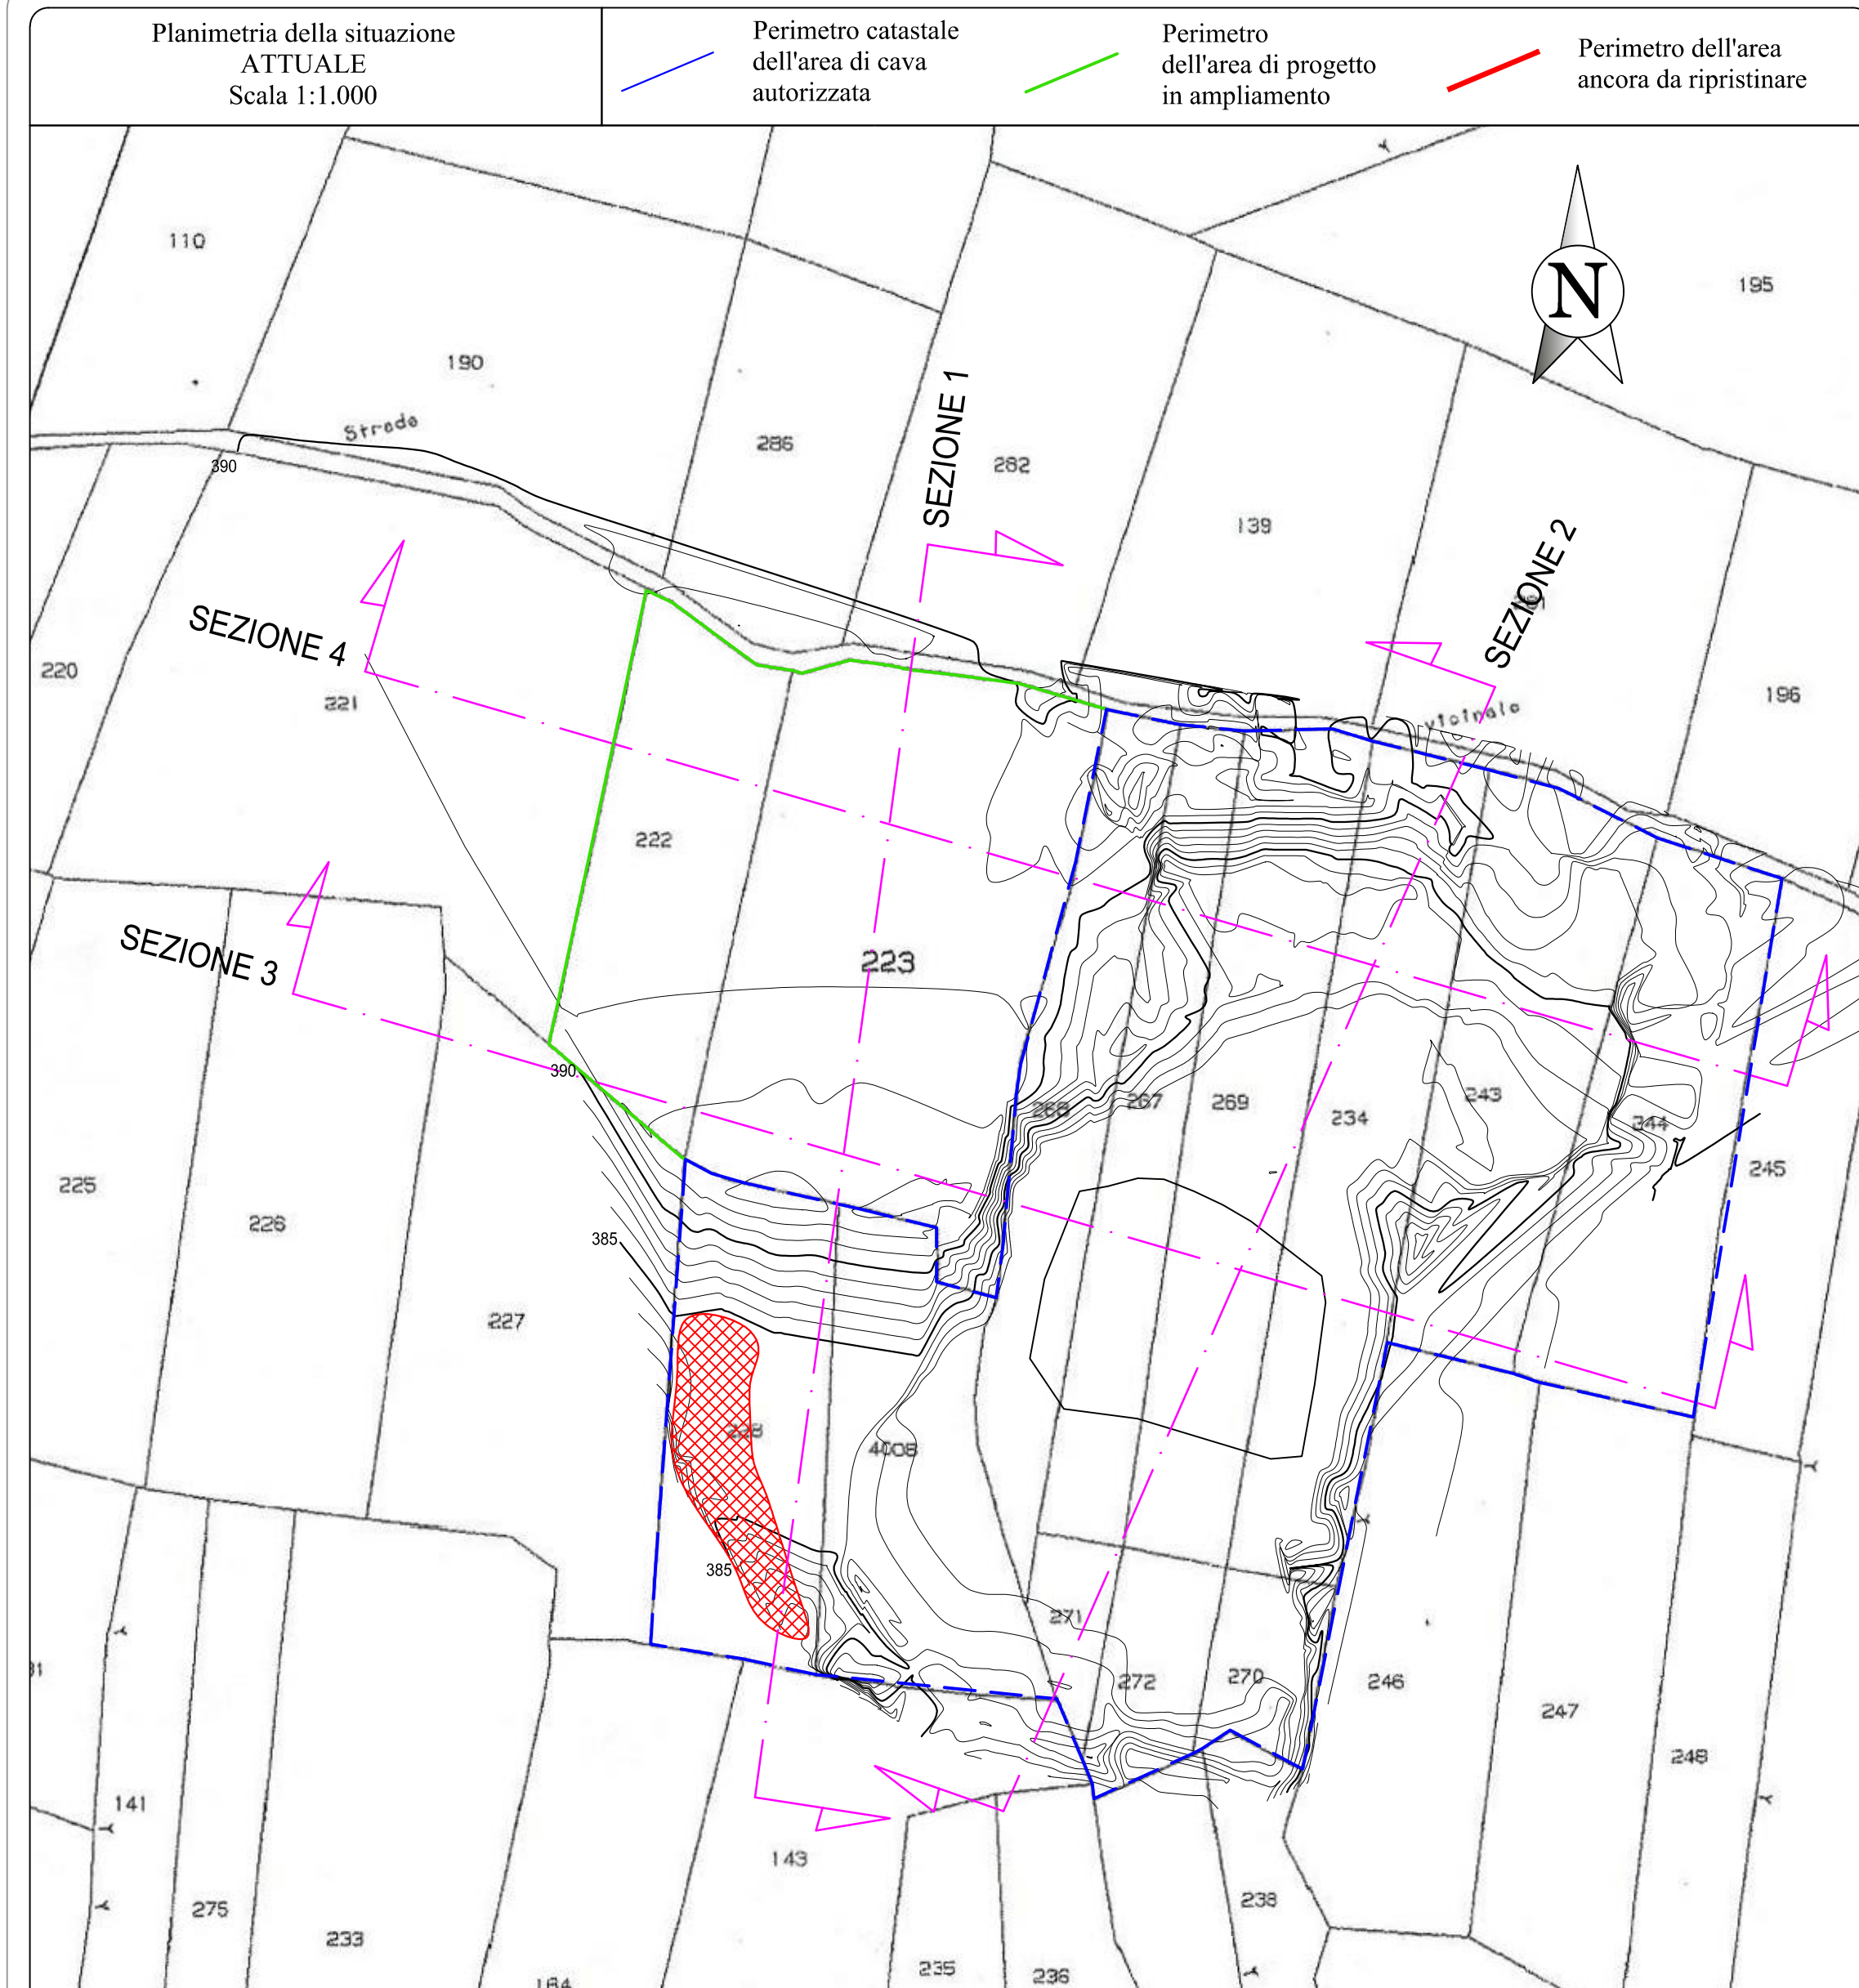 Planimetria della situazione
ATTUALE
Scala 1:1.000
Perimetro catastale
dell'area di cava
autorizzata
Perimetro
dell'area di progetto
in ampliamento
Perimetro dell'area
ancora da ripristinare
N
110
195
190
Strada
286
282
SEZIONE 1
390
139
SEZIONE 2
SEZIONE 4
220
221
196
vicinale
222
SEZIONE 3
223
390
268
267
269
234
243
244
245
225
226
385
227
228
4008
385
271
272
270
246
247
248
141
143
275
233
238
235
236